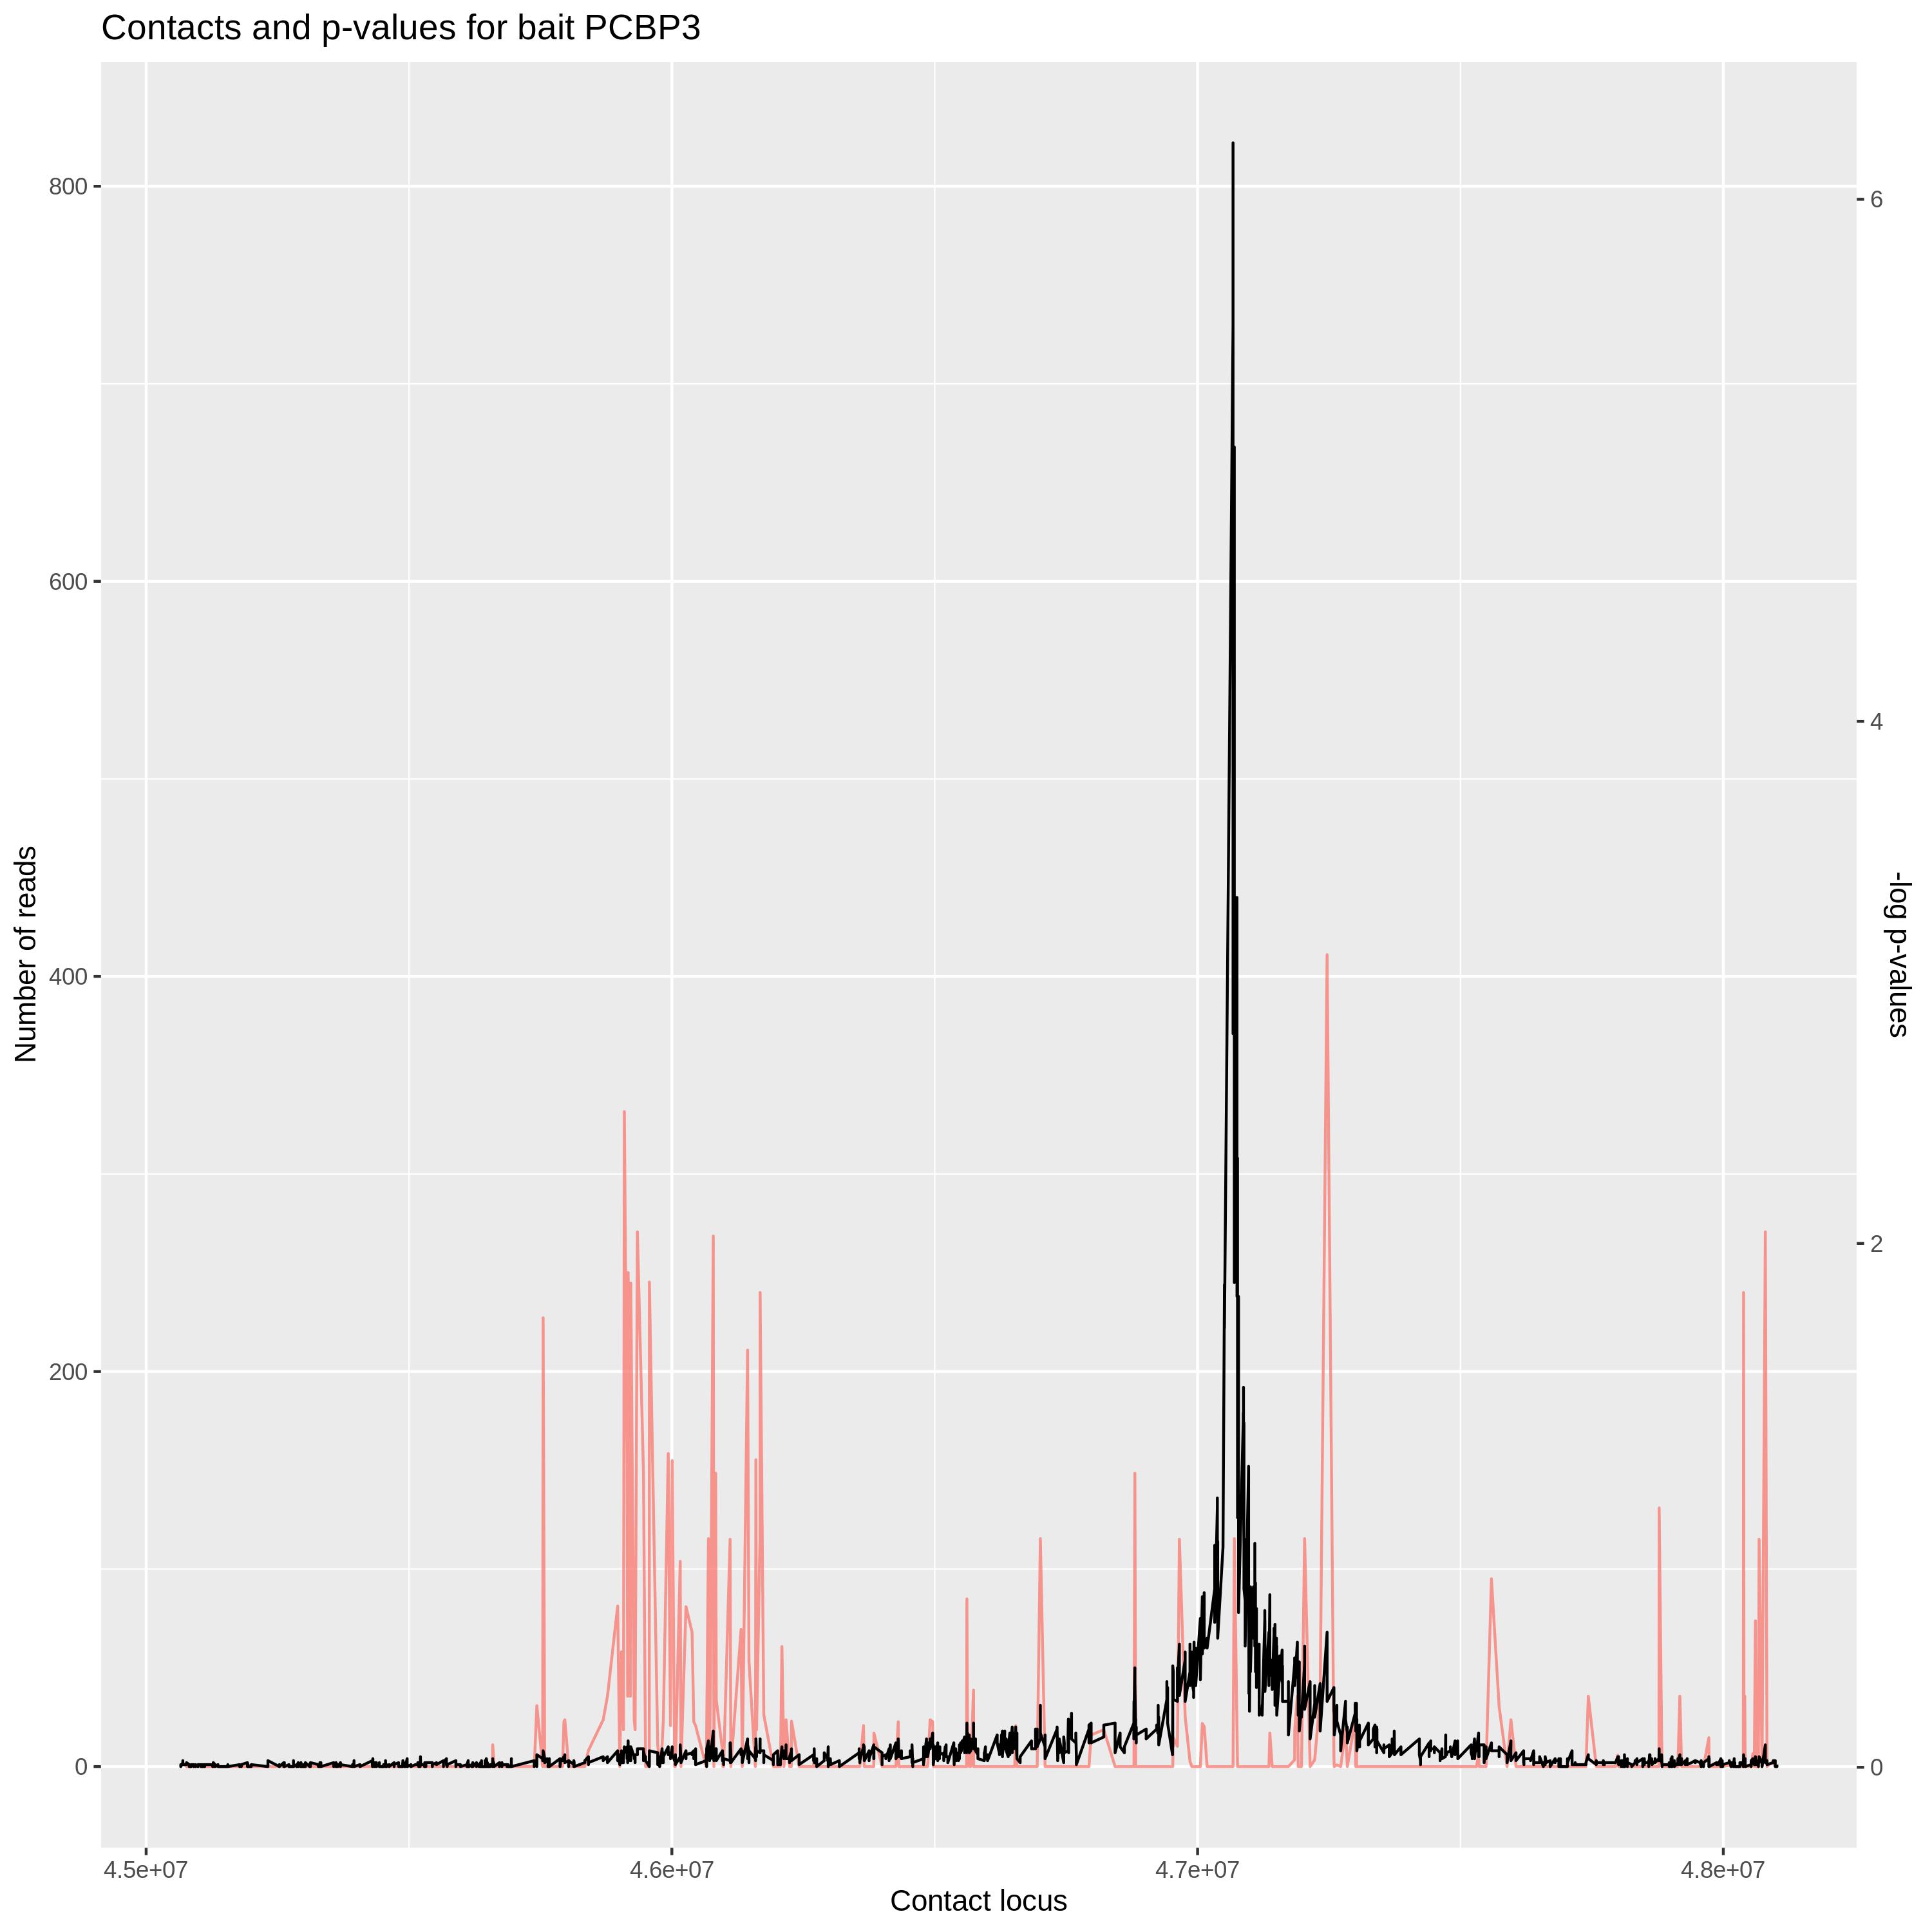 Contacts and p-values for bait PCBP3
800
600
400
200
0
6
4
2
0
Number of reads
-log p-values
4.5e+07
4.6e+07
4.7e+07
4.8e+07
Contact locus